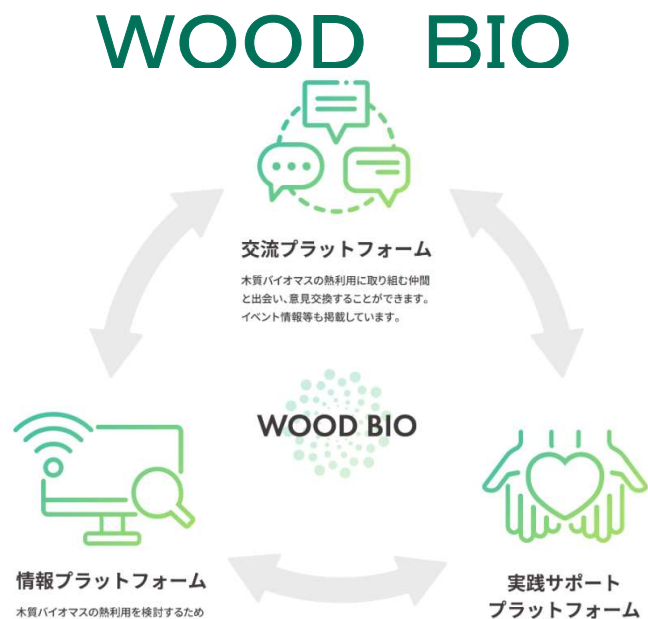 WOOD BIO
交流プラットフォーム
木質バイオマスの熱利用に取り組む仲間
と出会い、意見交換することができます。
イベント情報等も掲載しています。
WOOD BIO
情報プラットフォーム
木質バイオマスの熱利用を検討するため
実践サポート
プラットフォーム